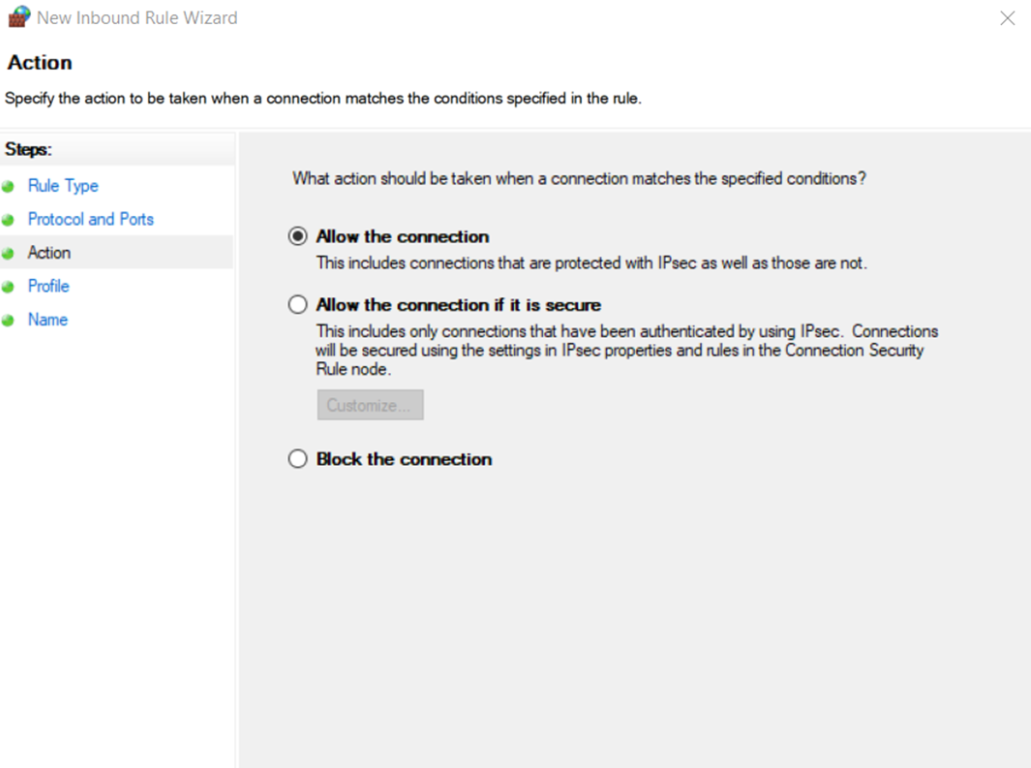 New Inbound Rule Wizard
Action
Specify the action to be taken when a connection matches the conditions specified in the rule.
Steps:
Rule Type
Protocol and Ports
Action
Profile
Name
What action should be taken when a connection matches the specified conditions?
Allow the connection
This includes connections that are protected with IPsec as well as those are not.
Allow the connection if it is secure
This includes only connections that have been authenticated by using IPsec. Connections
will be secured using the settings in IPsec properties and rules in the Connection Security
Rule node.
Customize...
Block the connection